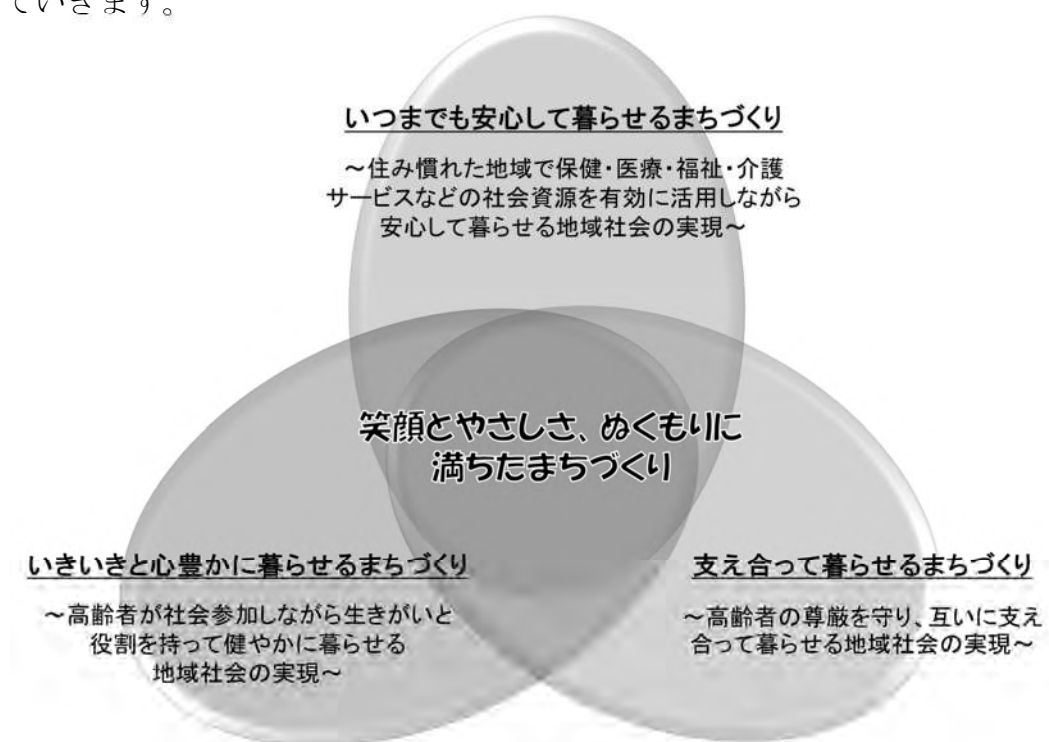 ていきます。
いつまでも安心して暮らせるまちづくり
～住み慣れた地域で保健・医療・福祉・介護
サービスなどの社会資源を有効に活用しながら
安心して暮らせる地域社会の実現～
笑顔とやさしさ、ぬくもりに
満ちたまちづくり
いきいきと心豊かに暮らせるまちづくり
～高齢者が社会参加しながら生きがいと
役割を持って健やかに暮らせる
地域社会の実現～
支え合って暮らせるまちづくり
～高齢者の尊厳を守り、互いに支え
合って暮らせる地域社会の実現～